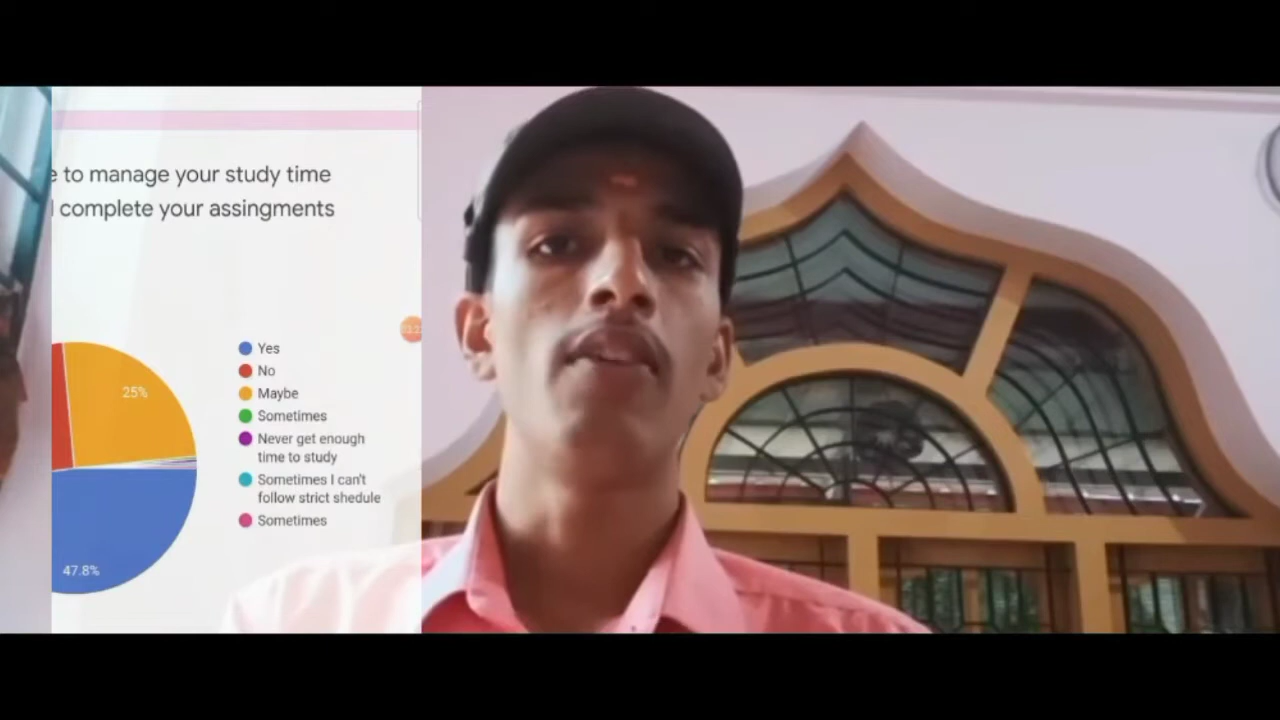 to manage your study time
complete your assingments
25%
47.8%
Yes
No
Maybe
Sometimes
Never get enough
time to study
Sometimes I can't
follow strict shedule
Sometimes